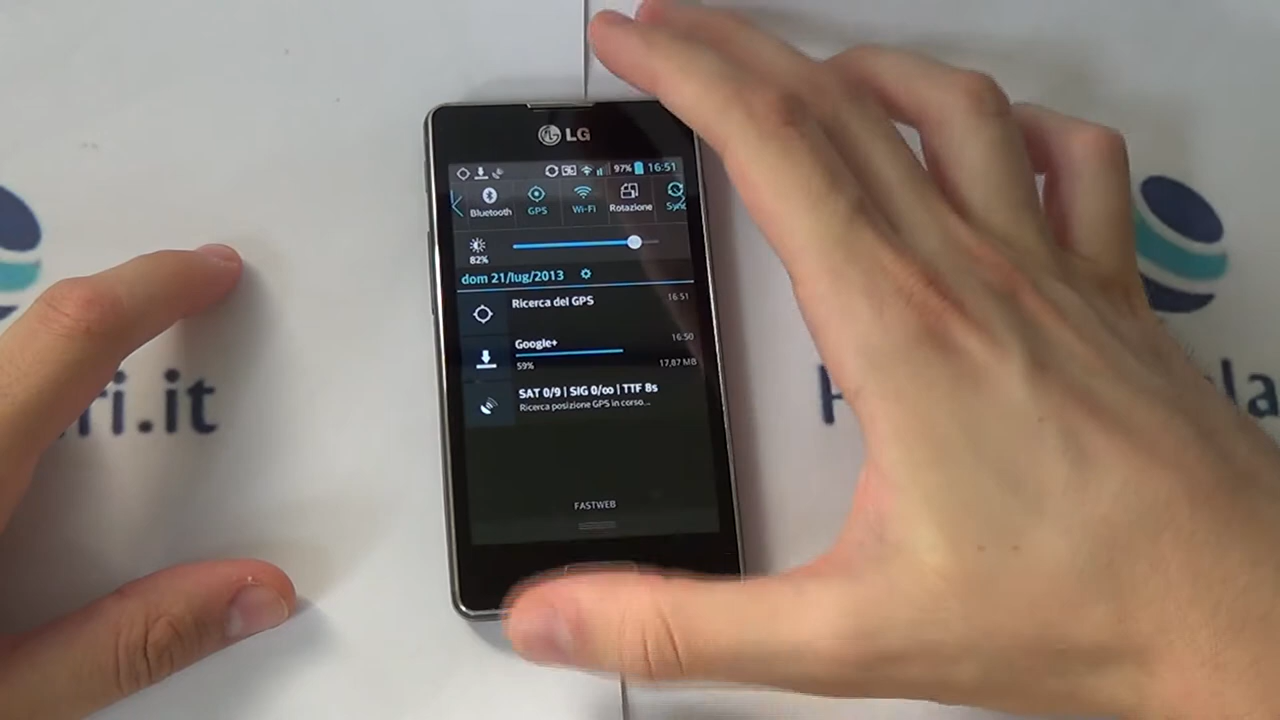 LG
97% 16:51
Bluetooth GPS Wi-Fi Rotazione Sync
82%
dom 21/lug/2013
Ricerca del GPS 16:51
Google+ 16:50
59% 17,87 MB
SAT 0/9 | SIG 0/∞ | TTF 8s
Ricerca posizione GPS in corso...
FASTWEB
fi.it